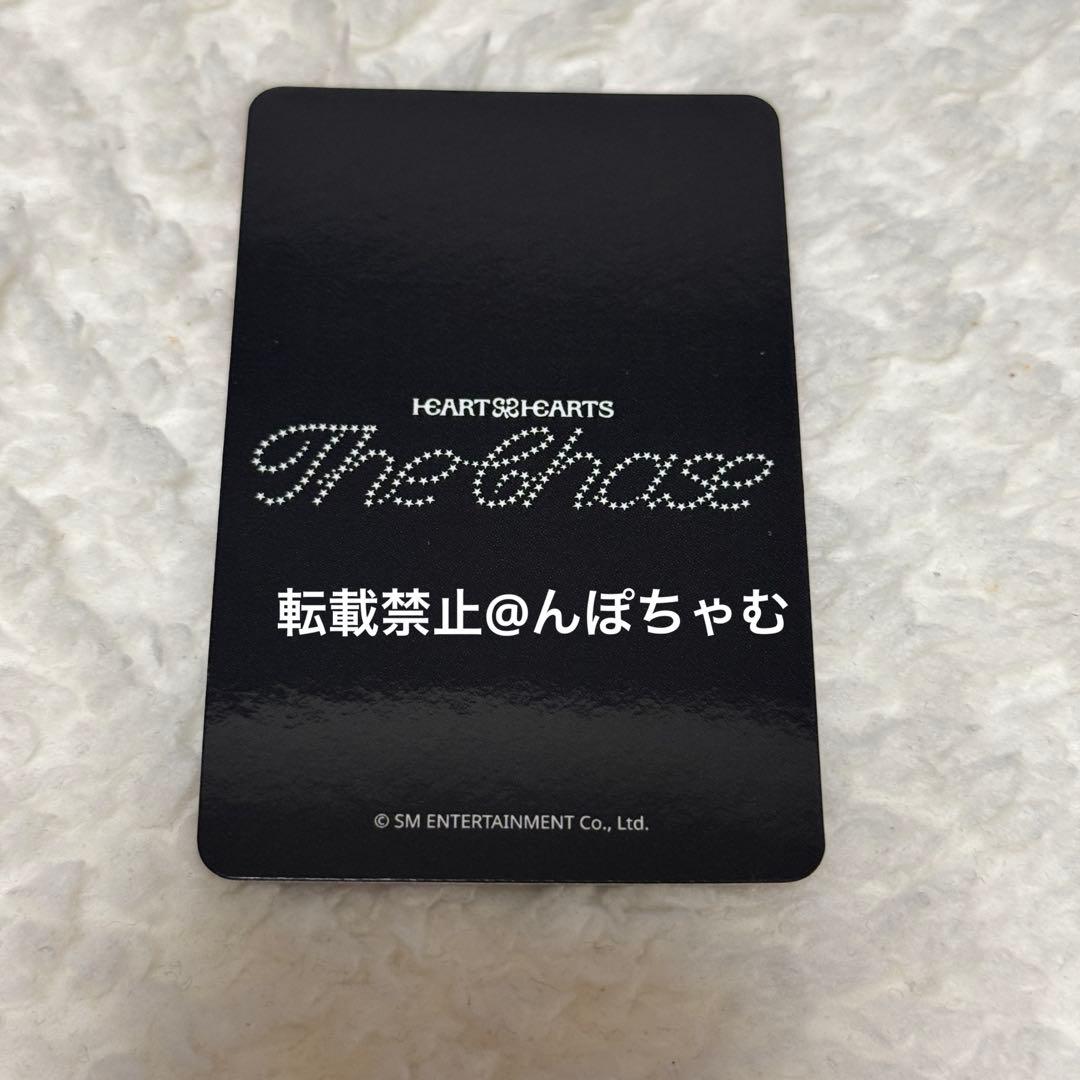 HEARTS2HEARTS
The Chase
転載禁止@んぽちゃむ
© SM ENTERTAINMENT Co., Ltd.